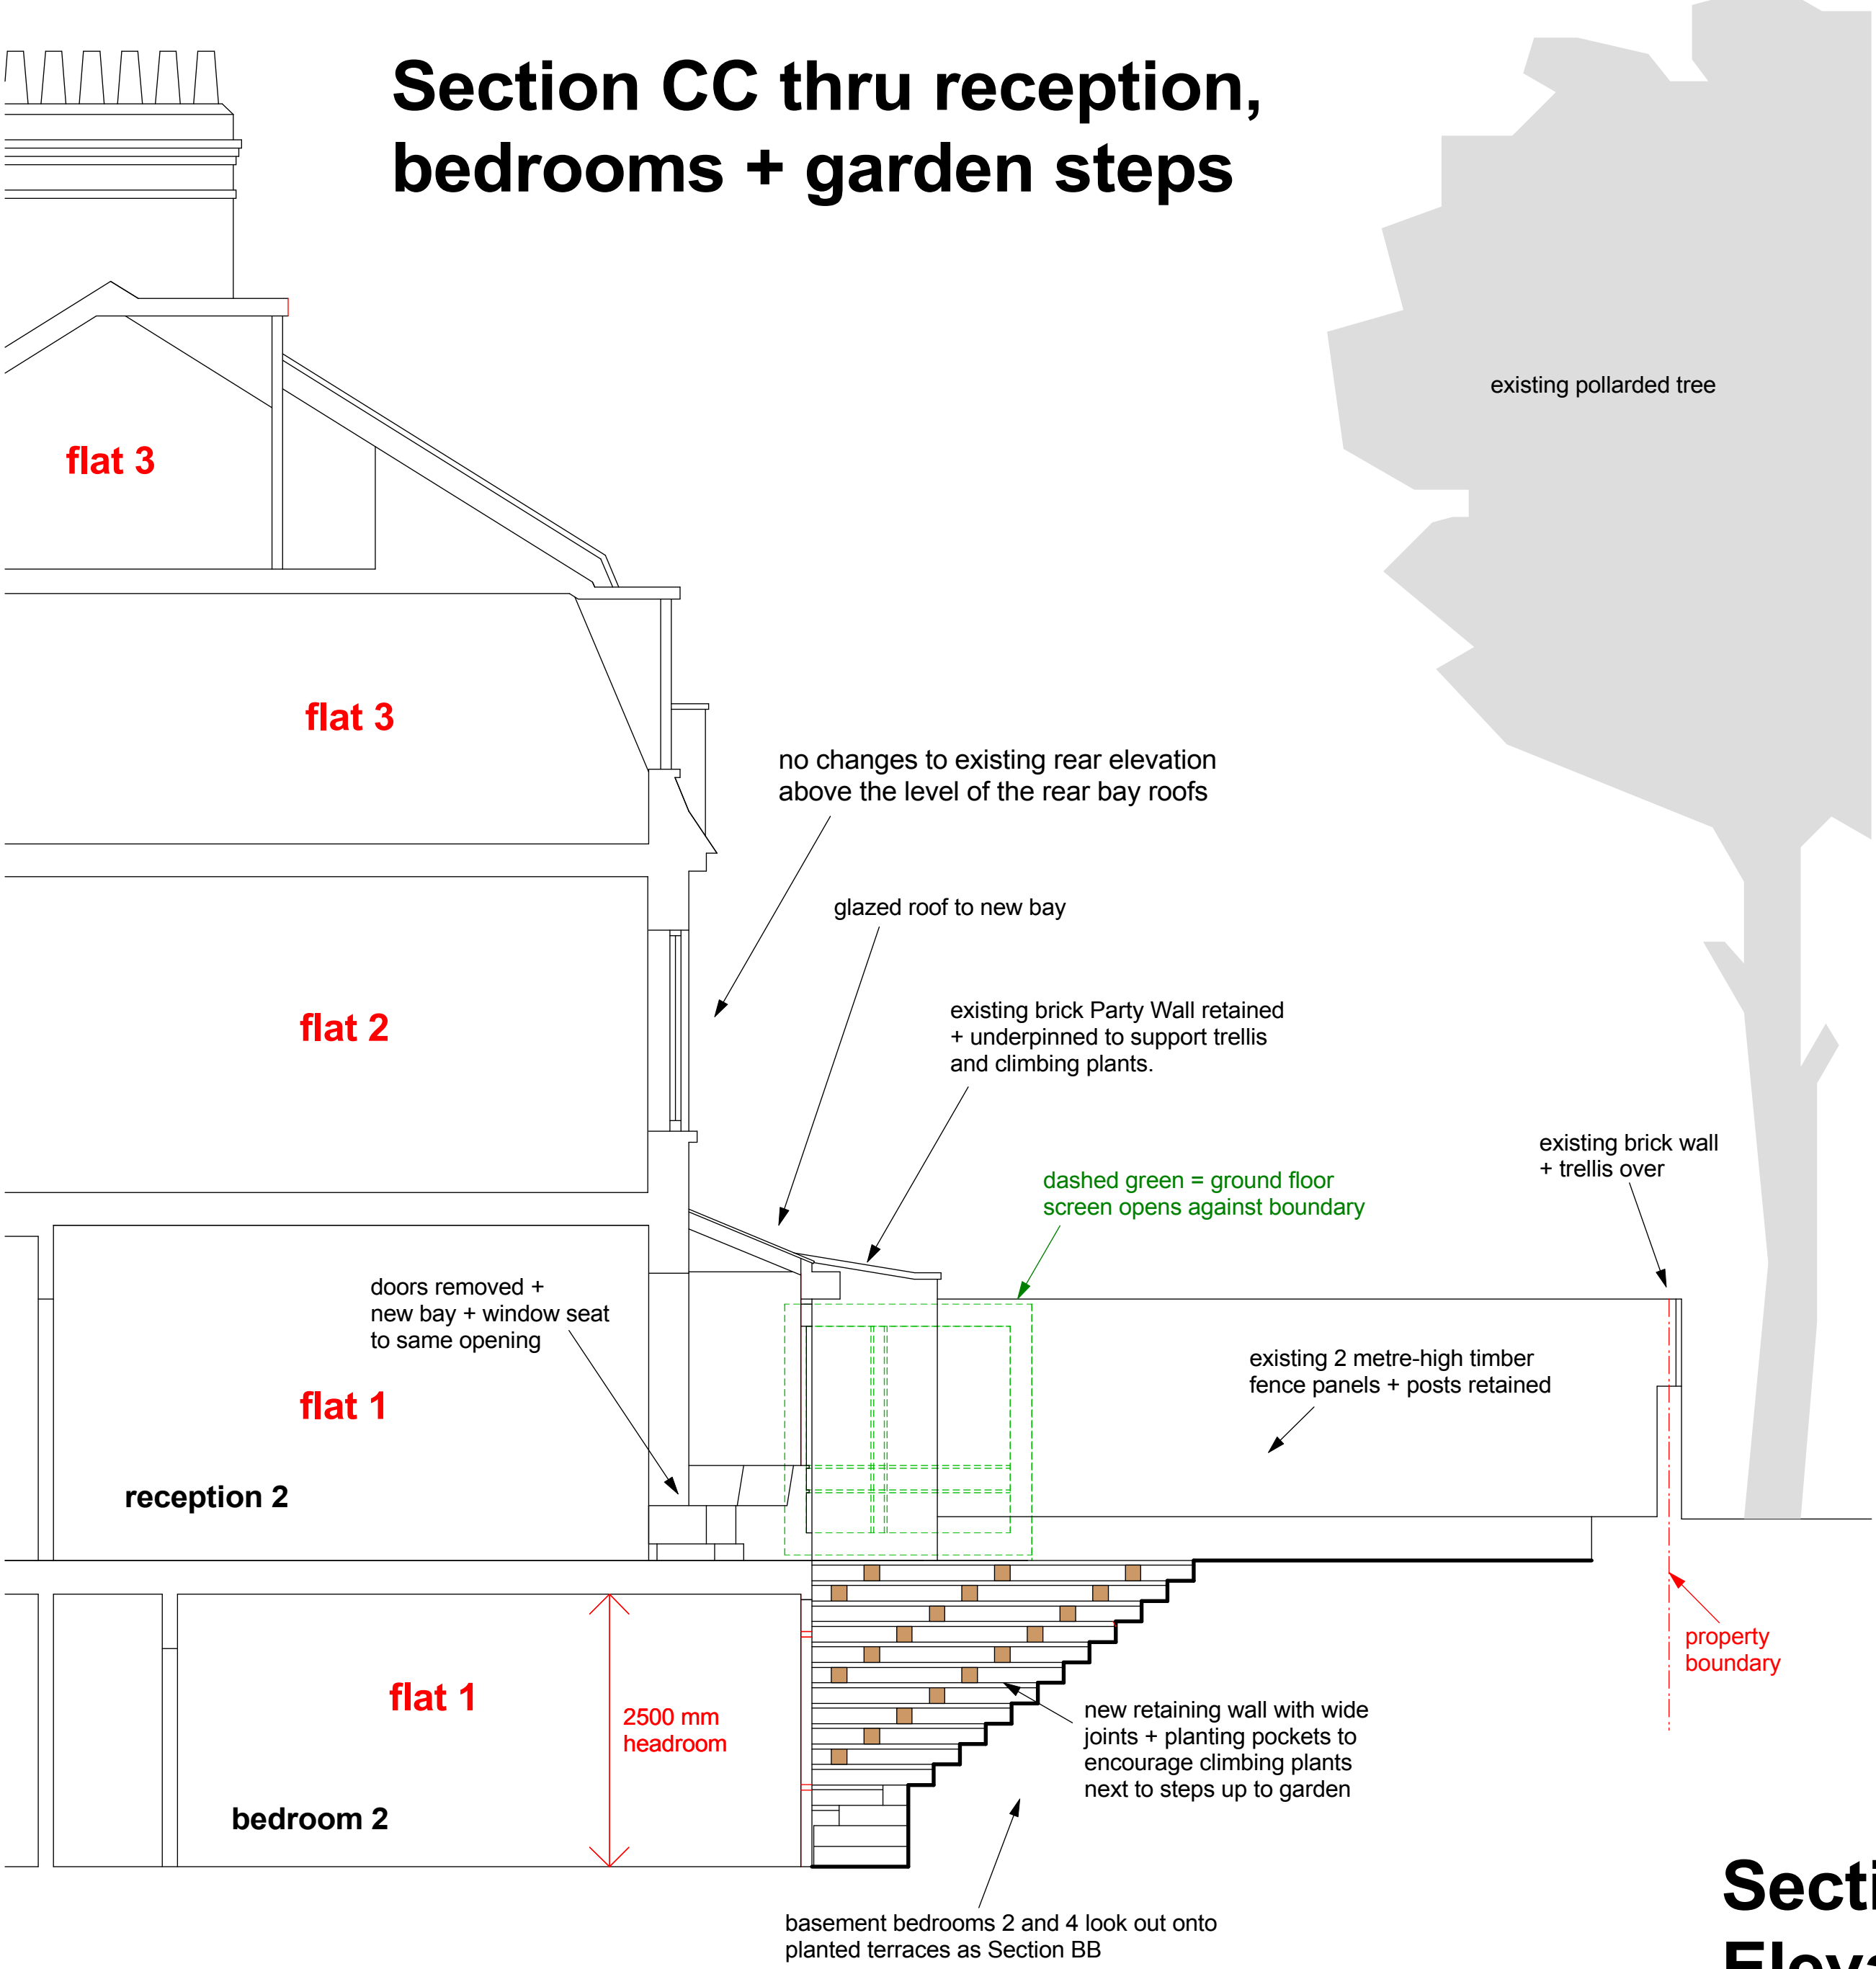 Section CC thru reception,
bedrooms + garden steps
existing pollarded tree
flat 3
flat 3
no changes to existing rear elevation
above the level of the rear bay roofs
glazed roof to new bay
flat 2
existing brick Party Wall retained
+ underpinned to support trellis
and climbing plants.
existing brick wall
+ trellis over
dashed green = ground floor
screen opens against boundary
doors removed +
new bay + window seat
to same opening
existing 2 metre-high timber
fence panels + posts retained
flat 1
reception 2
property
boundary
flat 1
2500 mm
headroom
new retaining wall with wide
joints + planting pockets to
encourage climbing plants
next to steps up to garden
bedroom 2
basement bedrooms 2 and 4 look out onto
planted terraces as Section BB